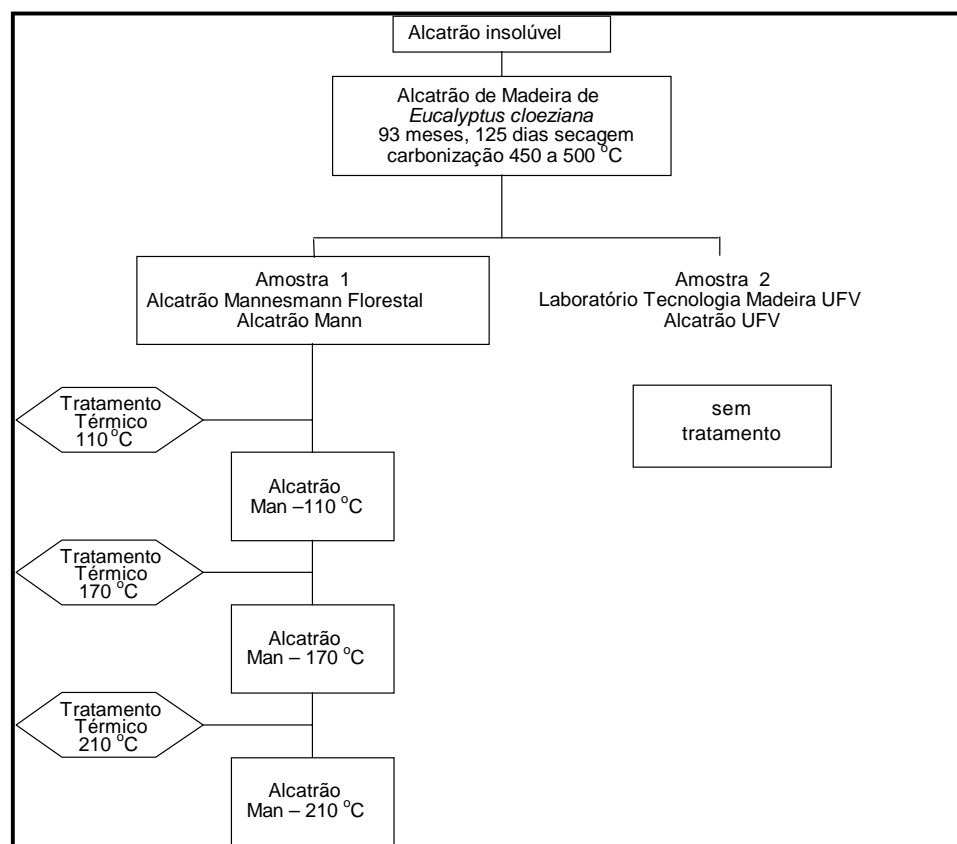 Alcatrão insolúvel
Alcatrão de Madeira de
Eucalyptus cloeziana
93 meses, 125 dias secagem
carbonização 450 a 500 °C
Amostra 1
Alcatrão Mannesmann Florestal
Alcatrão Mann
Amostra 2
Laboratório Tecnologia Madeira UFV
Alcatrão UFV
sem
tratamento
Tratamento
Térmico
110 °C
Alcatrão
Man –110 °C
Tratamento
Térmico
170 °C
Alcatrão
Man – 170 °C
Tratamento
Térmico
210 °C
Alcatrão
Man – 210 °C